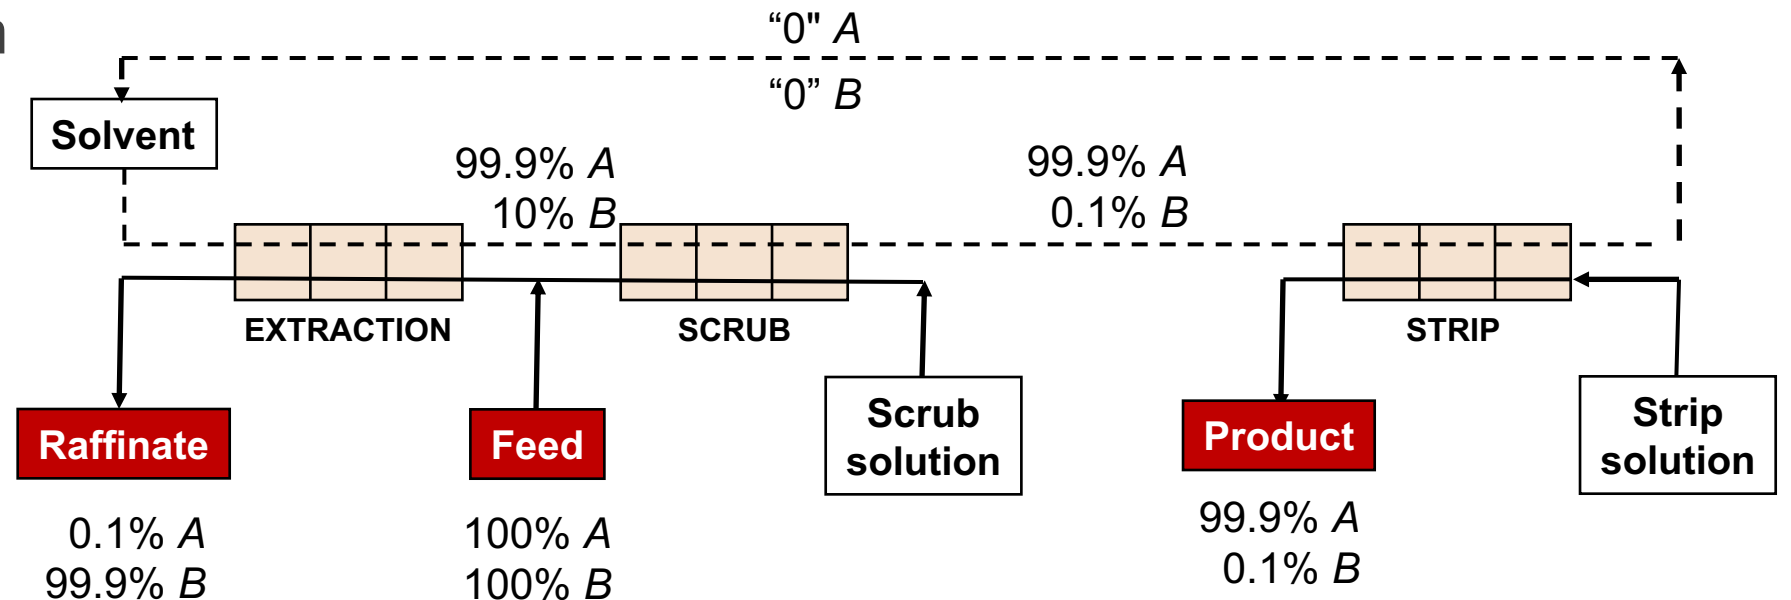 “0" A
“0” B
Solvent
99.9% A
10% B
99.9% A
0.1% B
EXTRACTION
SCRUB
STRIP
Raffinate
Feed
Scrub
solution
Product
Strip
solution
0.1% A
99.9% B
100% A
100% B
99.9% A
0.1% B